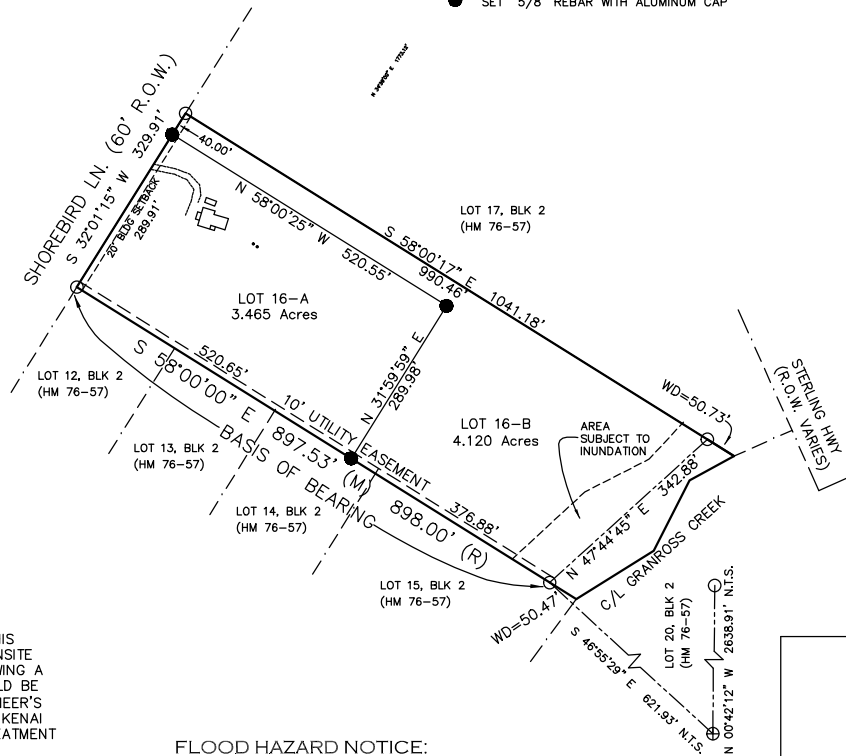 SET 5/8" REBAR WITH ALUMINUM CAP
SHOREBIRD LN. (60' R.O.W.)
S 32°01'15" W 329.91'
20' BLDG SETBACK
289.91'
40.00'
N 58°00'25" W
520.55'
LOT 17, BLK 2
(HM 76-57)
S 58°00'17" E 1041.18'
990.46'
LOT 16-A
3.465 Acres
N 31°59'59" E
289.98'
LOT 16-B
4.120 Acres
AREA
SUBJECT TO
INUNDATION
WD=50.73'
STERLING HWY
(R.O.W. VARIES)
LOT 12, BLK 2
(HM 76-57)
520.65'
S 58°00'00" E 897.53' (M) 898.00' (R)
10' UTILITY EASEMENT
BASIS OF BEARING
376.88'
N 47°44'45" E 342.88'
C/L GRANROSS CREEK
LOT 13, BLK 2
(HM 76-57)
LOT 14, BLK 2
(HM 76-57)
LOT 15, BLK 2
(HM 76-57)
WD=50.47'
S 46°55'29" E 621.93' N.T.S.
LOT 20, BLK 2
(HM 76-57)
N 00°42'12" W 2638.91' N.T.S.
HIS
NSITE
WING A
LD BE
NEER'S
KENAI
EATMENT
FLOOD HAZARD NOTICE: